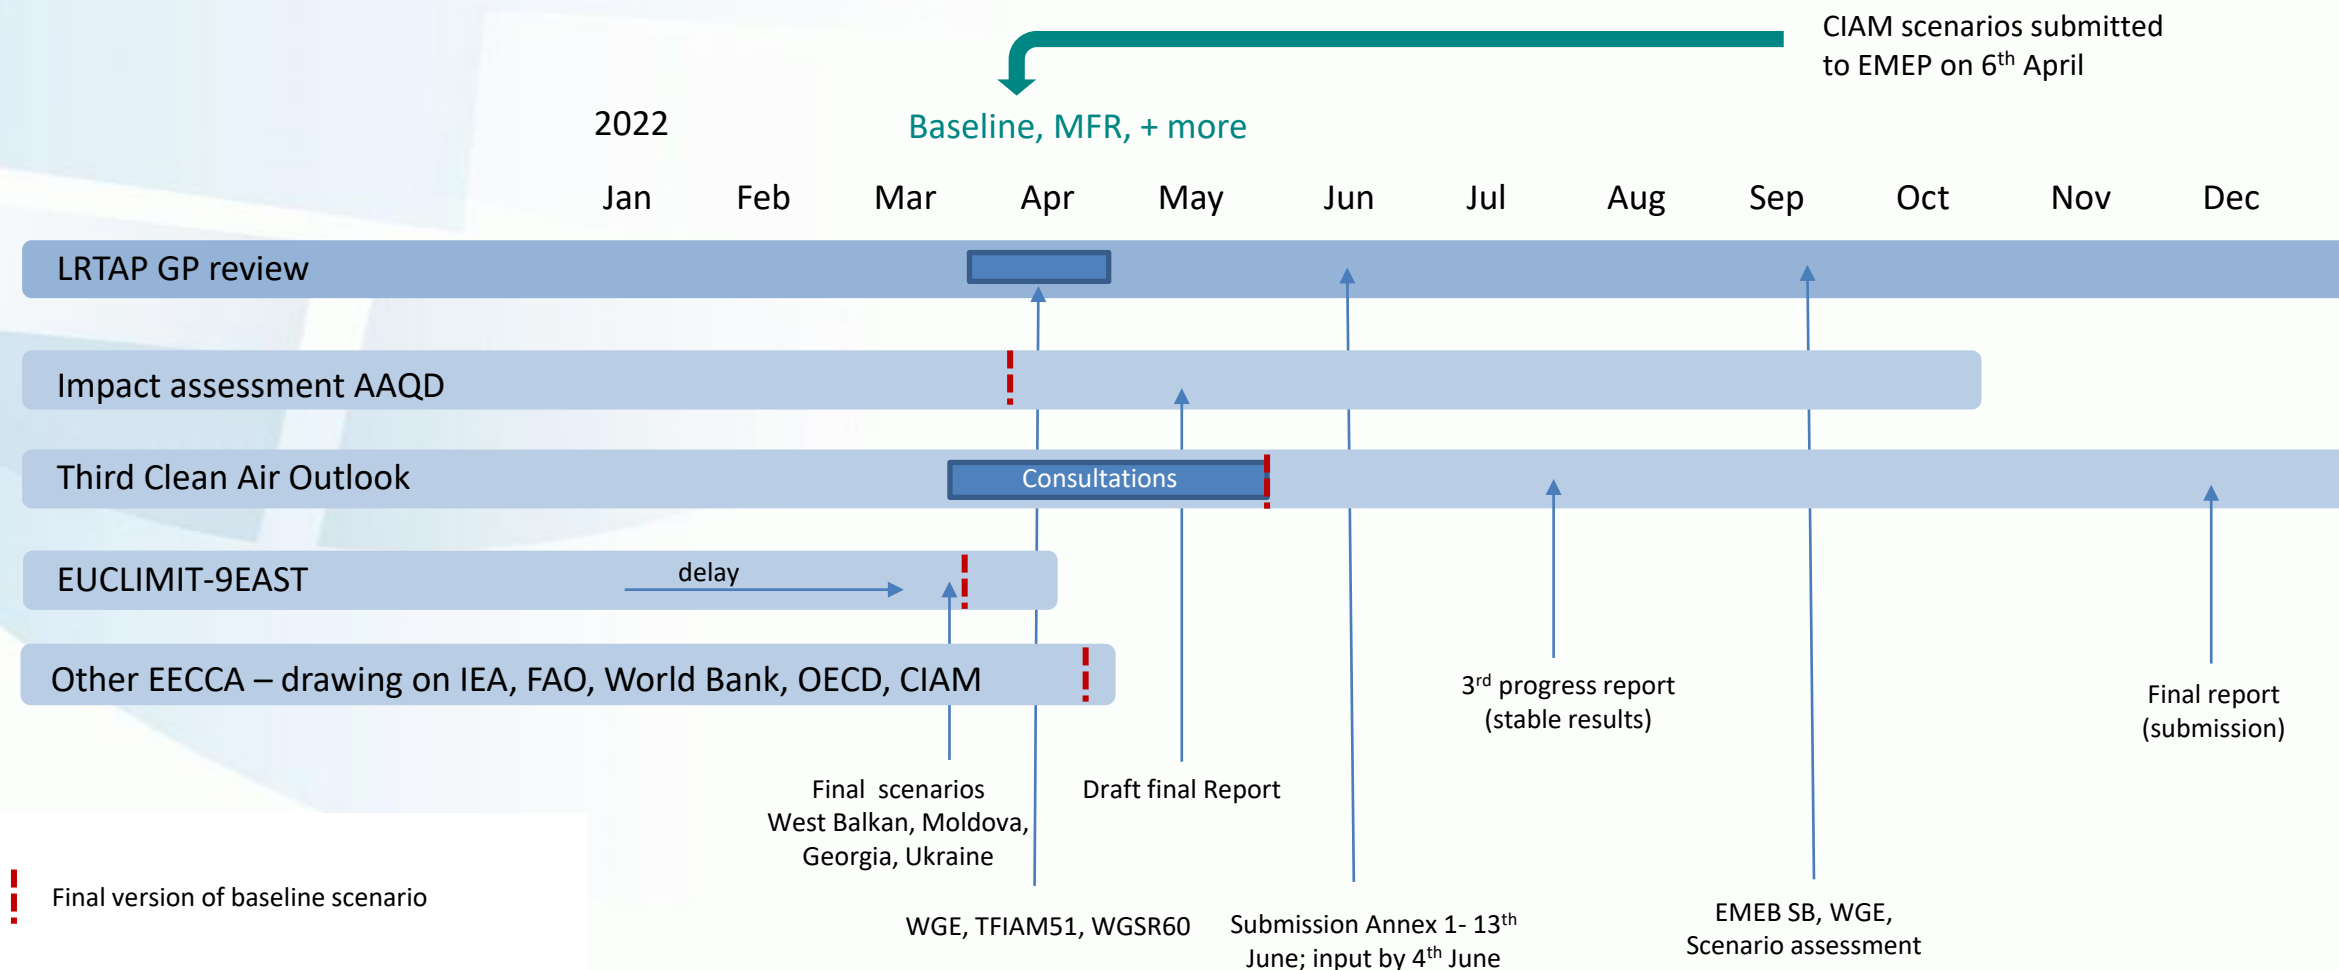 CIAM scenarios submitted
to EMEP on 6th April
2022
Baseline, MFR, + more
Jan Feb Mar Apr May Jun Jul Aug Sep Oct Nov Dec
LRTAP GP review
Impact assessment AAQD
Third Clean Air Outlook
Consultations
EUCLIMIT-9EAST
delay
Other EECCA – drawing on IEA, FAO, World Bank, OECD, CIAM
3rd progress report
(stable results)
Final report
(submission)
Final scenarios
West Balkan, Moldova,
Georgia, Ukraine
Draft final Report
Final version of baseline scenario
WGE, TFIAM51, WGSR60
Submission Annex 1- 13th
June; input by 4th June
EMEB SB, WGE,
Scenario assessment